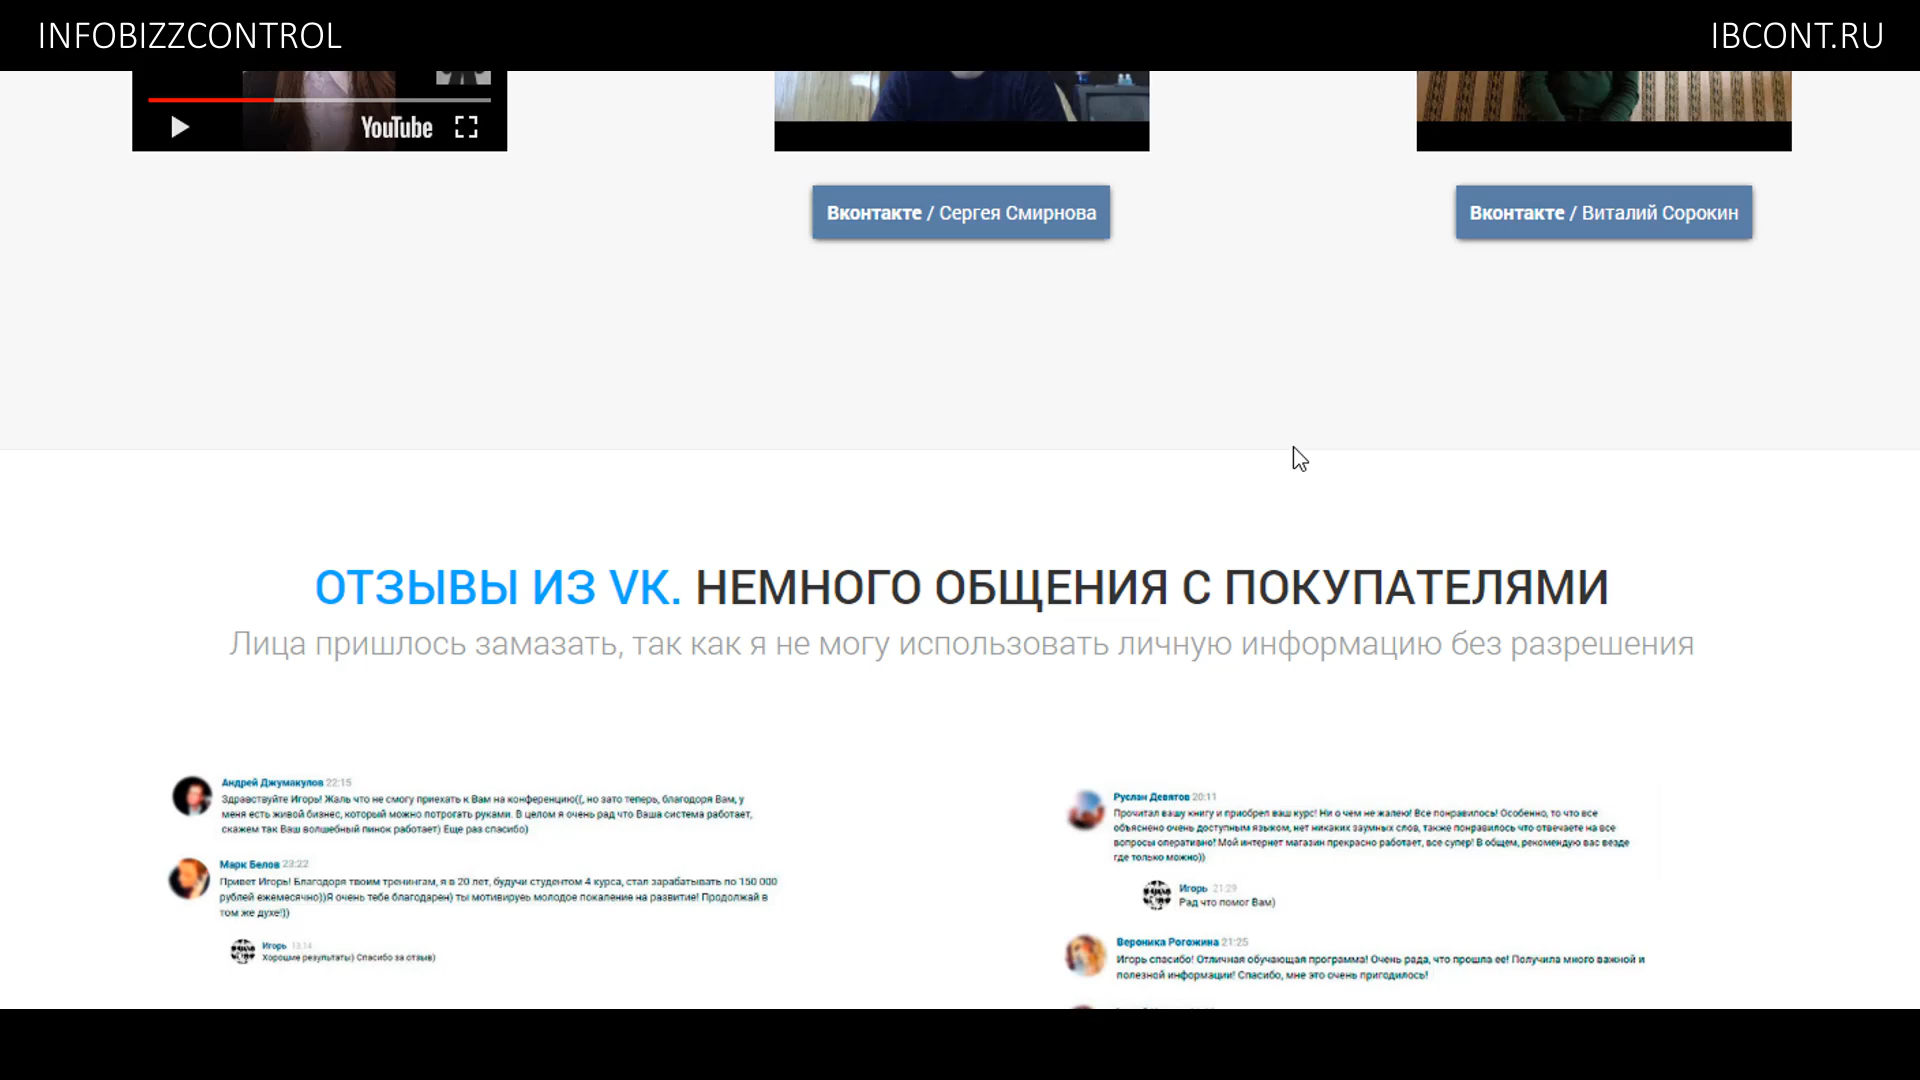 INFOBIZZCONTROL
IBCONT.RU
YouTube
Вконтакте / Сергея Смирнова
Вконтакте / Виталий Сорокин
ОТЗЫВЫ ИЗ VK. НЕМНОГО ОБЩЕНИЯ С ПОКУПАТЕЛЯМИ
Лица пришлось замазать, так как я не могу использовать личную информацию без разрешения
Андрей Джумакулов 22:15
Здравствуйте Игорь! Жаль что не смогу приехать к Вам на конференцию((, но зато теперь, благодоря Вам, у
меня есть живой бизнес, который можно потрогать руками. В целом я очень рад что Ваша система работает,
скажем так Ваш волшебный пинок работает) Еще раз спасибо)
Марк Белов 23:22
Привет Игорь! Благодоря твоим тренингам, я в 20 лет, будучи студентом 4 курса, стал зарабатывать по 150 000
рублей ежемесячно))Я очень тебе благодарен) ты мотивируеь молодое покаление на развитие! Продолжай в
том же духе!))
Игорь 13:14
Хорошие результаты) Спасибо за отзыв)
Руслан Девятов 20:11
Прочитал вашу книгу и приобрел ваш курс! Ни о чем не жалею! Все понравилось! Особенно, то что все
объяснено очень доступным языком, нет никаких заумных слов, также понравилось что отвечаете на все
вопросы оперативно! Мой интернет магазин прекрасно работает, все супер! В общем, рекомендую вас везде
где только можно))
Игорь 21:29
Рад что помог Вам)
Вероника Рогожина 21:25
Игорь спасибо! Отличная обучающая программа! Очень рада, что прошла ее! Получила много важной и
полезной информации! Спасибо, мне это очень пригодилось!